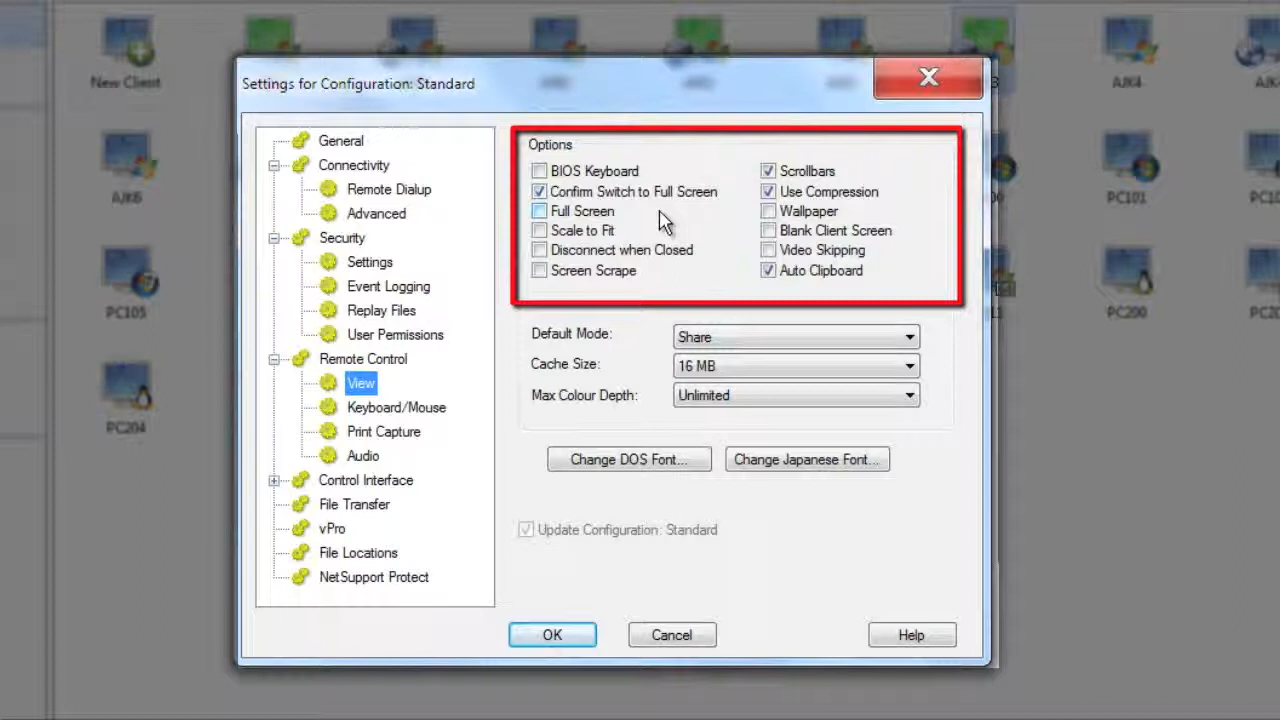 New Client
3
AJK4
Settings for Configuration: Standard
AJK6
PC101
PC105
PC200
PC204
General
Connectivity
Remote Dialup
Advanced
Security
Settings
Event Logging
Replay Files
User Permissions
Remote Control
View
Keyboard/Mouse
Print Capture
Audio
Control Interface
File Transfer
vPro
File Locations
NetSupport Protect
Options
BIOS Keyboard
Scrollbars
Confirm Switch to Full Screen
Use Compression
Full Screen
Wallpaper
Scale to Fit
Blank Client Screen
Disconnect when Closed
Video Skipping
Screen Scrape
Auto Clipboard
Default Mode:
Share
Cache Size:
16 MB
Max Colour Depth:
Unlimited
Change DOS Font...
Change Japanese Font...
Update Configuration: Standard
OK
Cancel
Help